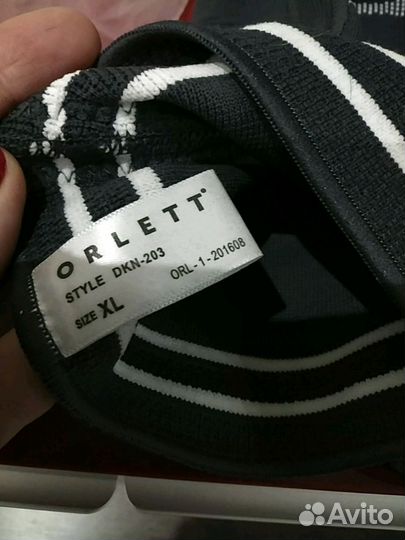 ORLETT
STYLE DKN-203
SIZE XL
ORL-1-201608
Avito